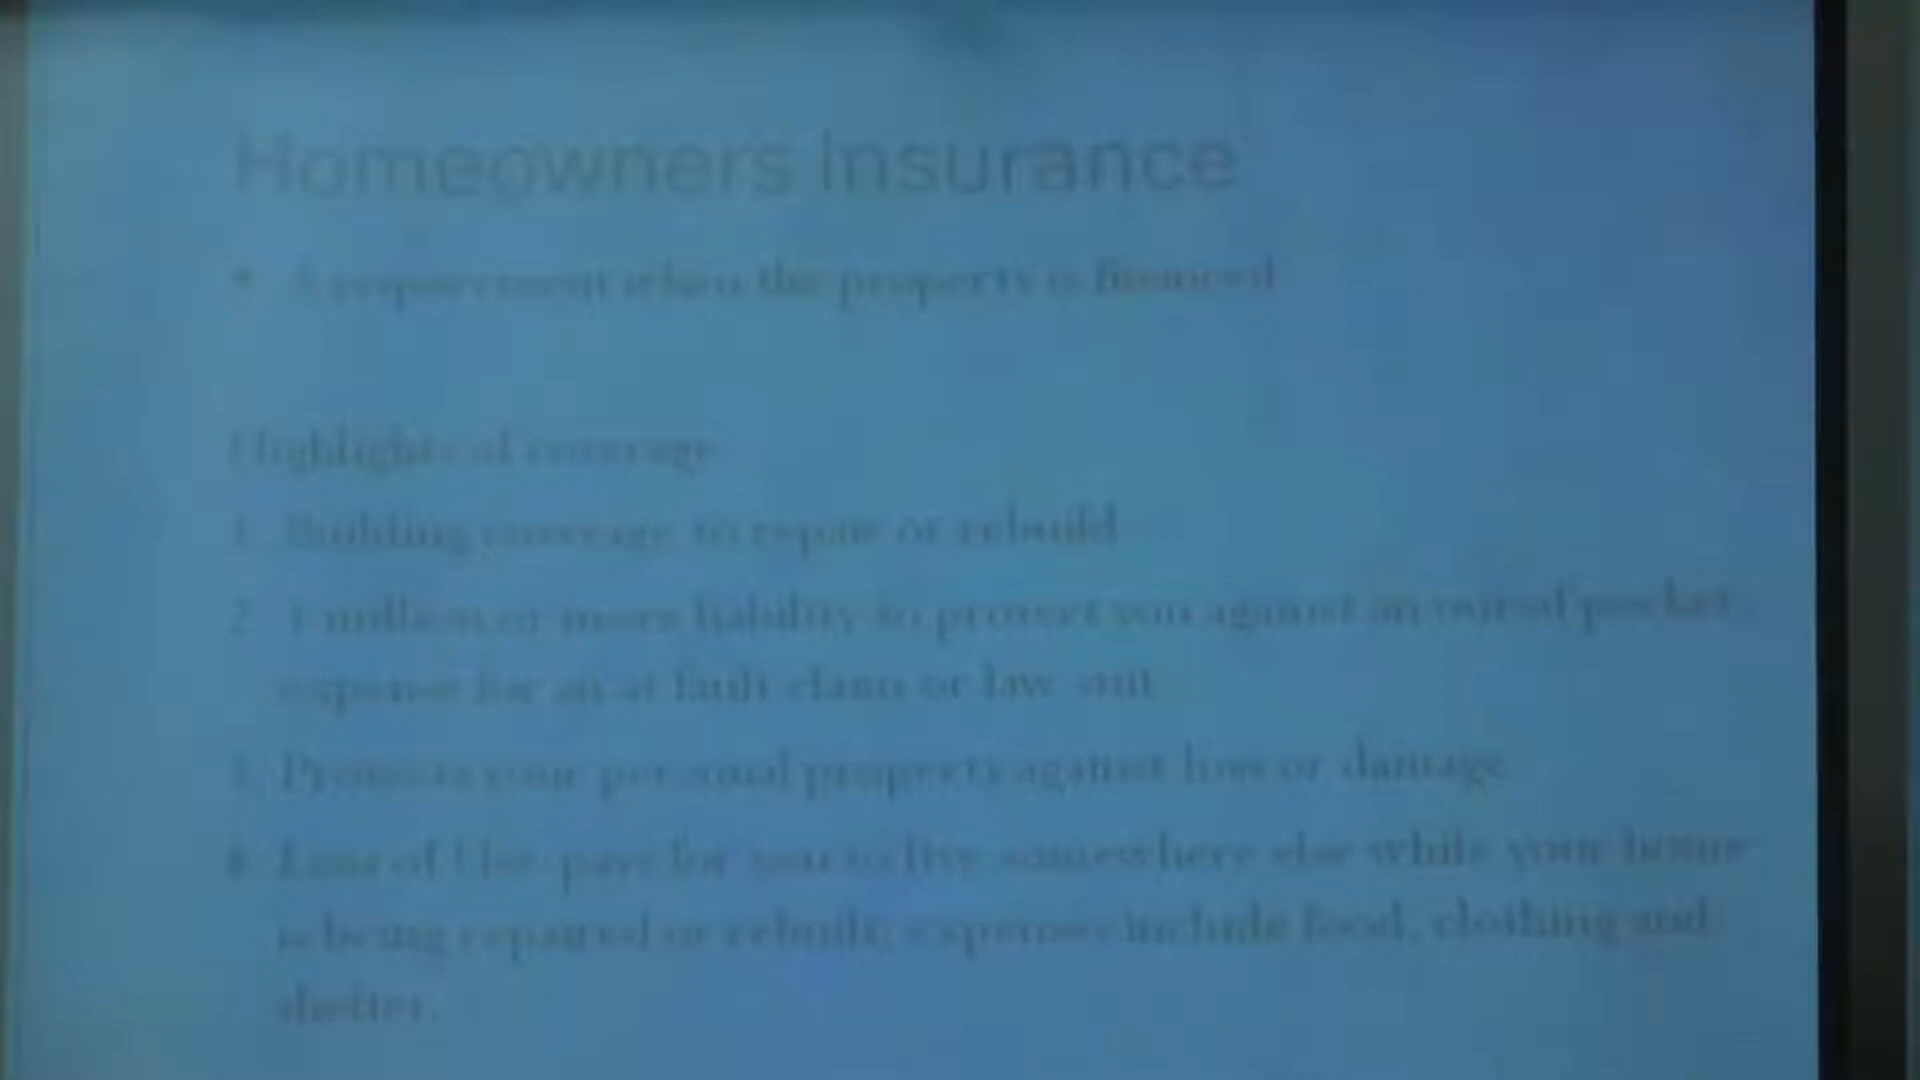 Homeowners Insurance
• A requirement when the property is financed
Highlights of coverage
1. Building coverage to repair or rebuild
2. 1 million or more liability to protect you against an out of pocket
expense for an at fault claim or law suit
3. Protects your personal property against loss or damage
4. Loss of Use-pays for you to live somewhere else while your home
is being repaired or rebuilt, expenses include food, clothing and
shelter.